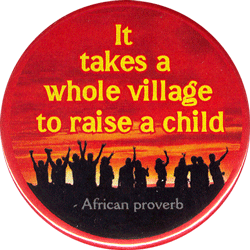 It
takes a
whole village
to raise a child
- African proverb